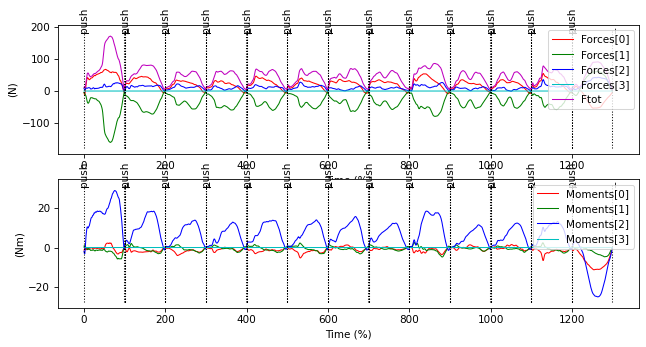 push push push push push push push push push push push push push
200
100
0
−100
(N)
Forces[0]
Forces[1]
Forces[2]
Forces[3]
Ftot
0 200 400 600 800 1000 1200
Time (%)
push push push push push push push push push push push push push
20
0
−20
(Nm)
Moments[0]
Moments[1]
Moments[2]
Moments[3]
0 200 400 600 800 1000 1200
Time (%)